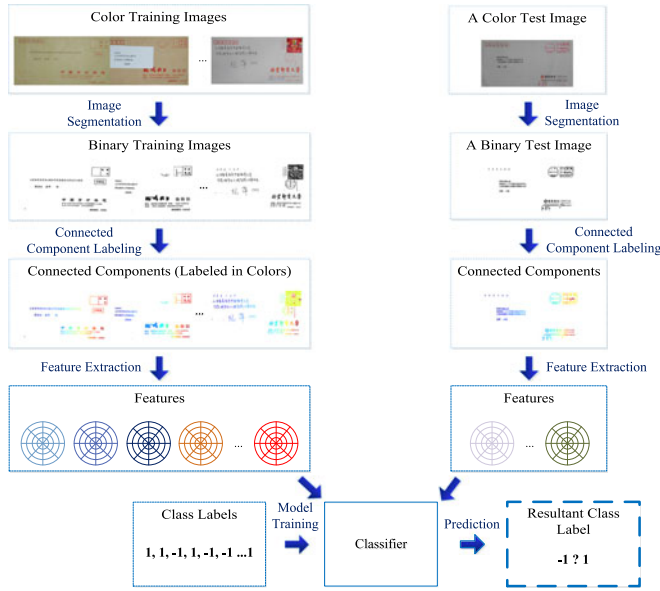 Color Training Images
...
Image
Segmentation
Binary Training Images
...
Connected
Component Labeling
Connected Components (Labeled in Colors)
...
Feature Extraction
Features
...
A Color Test Image
Image
Segmentation
A Binary Test Image
Connected
Component Labeling
Connected Components
Feature Extraction
Features
...
Class Labels
1, 1, -1, 1, -1, -1 ...1
Model
Training
Classifier
Prediction
Resultant Class
Label
-1 ? 1